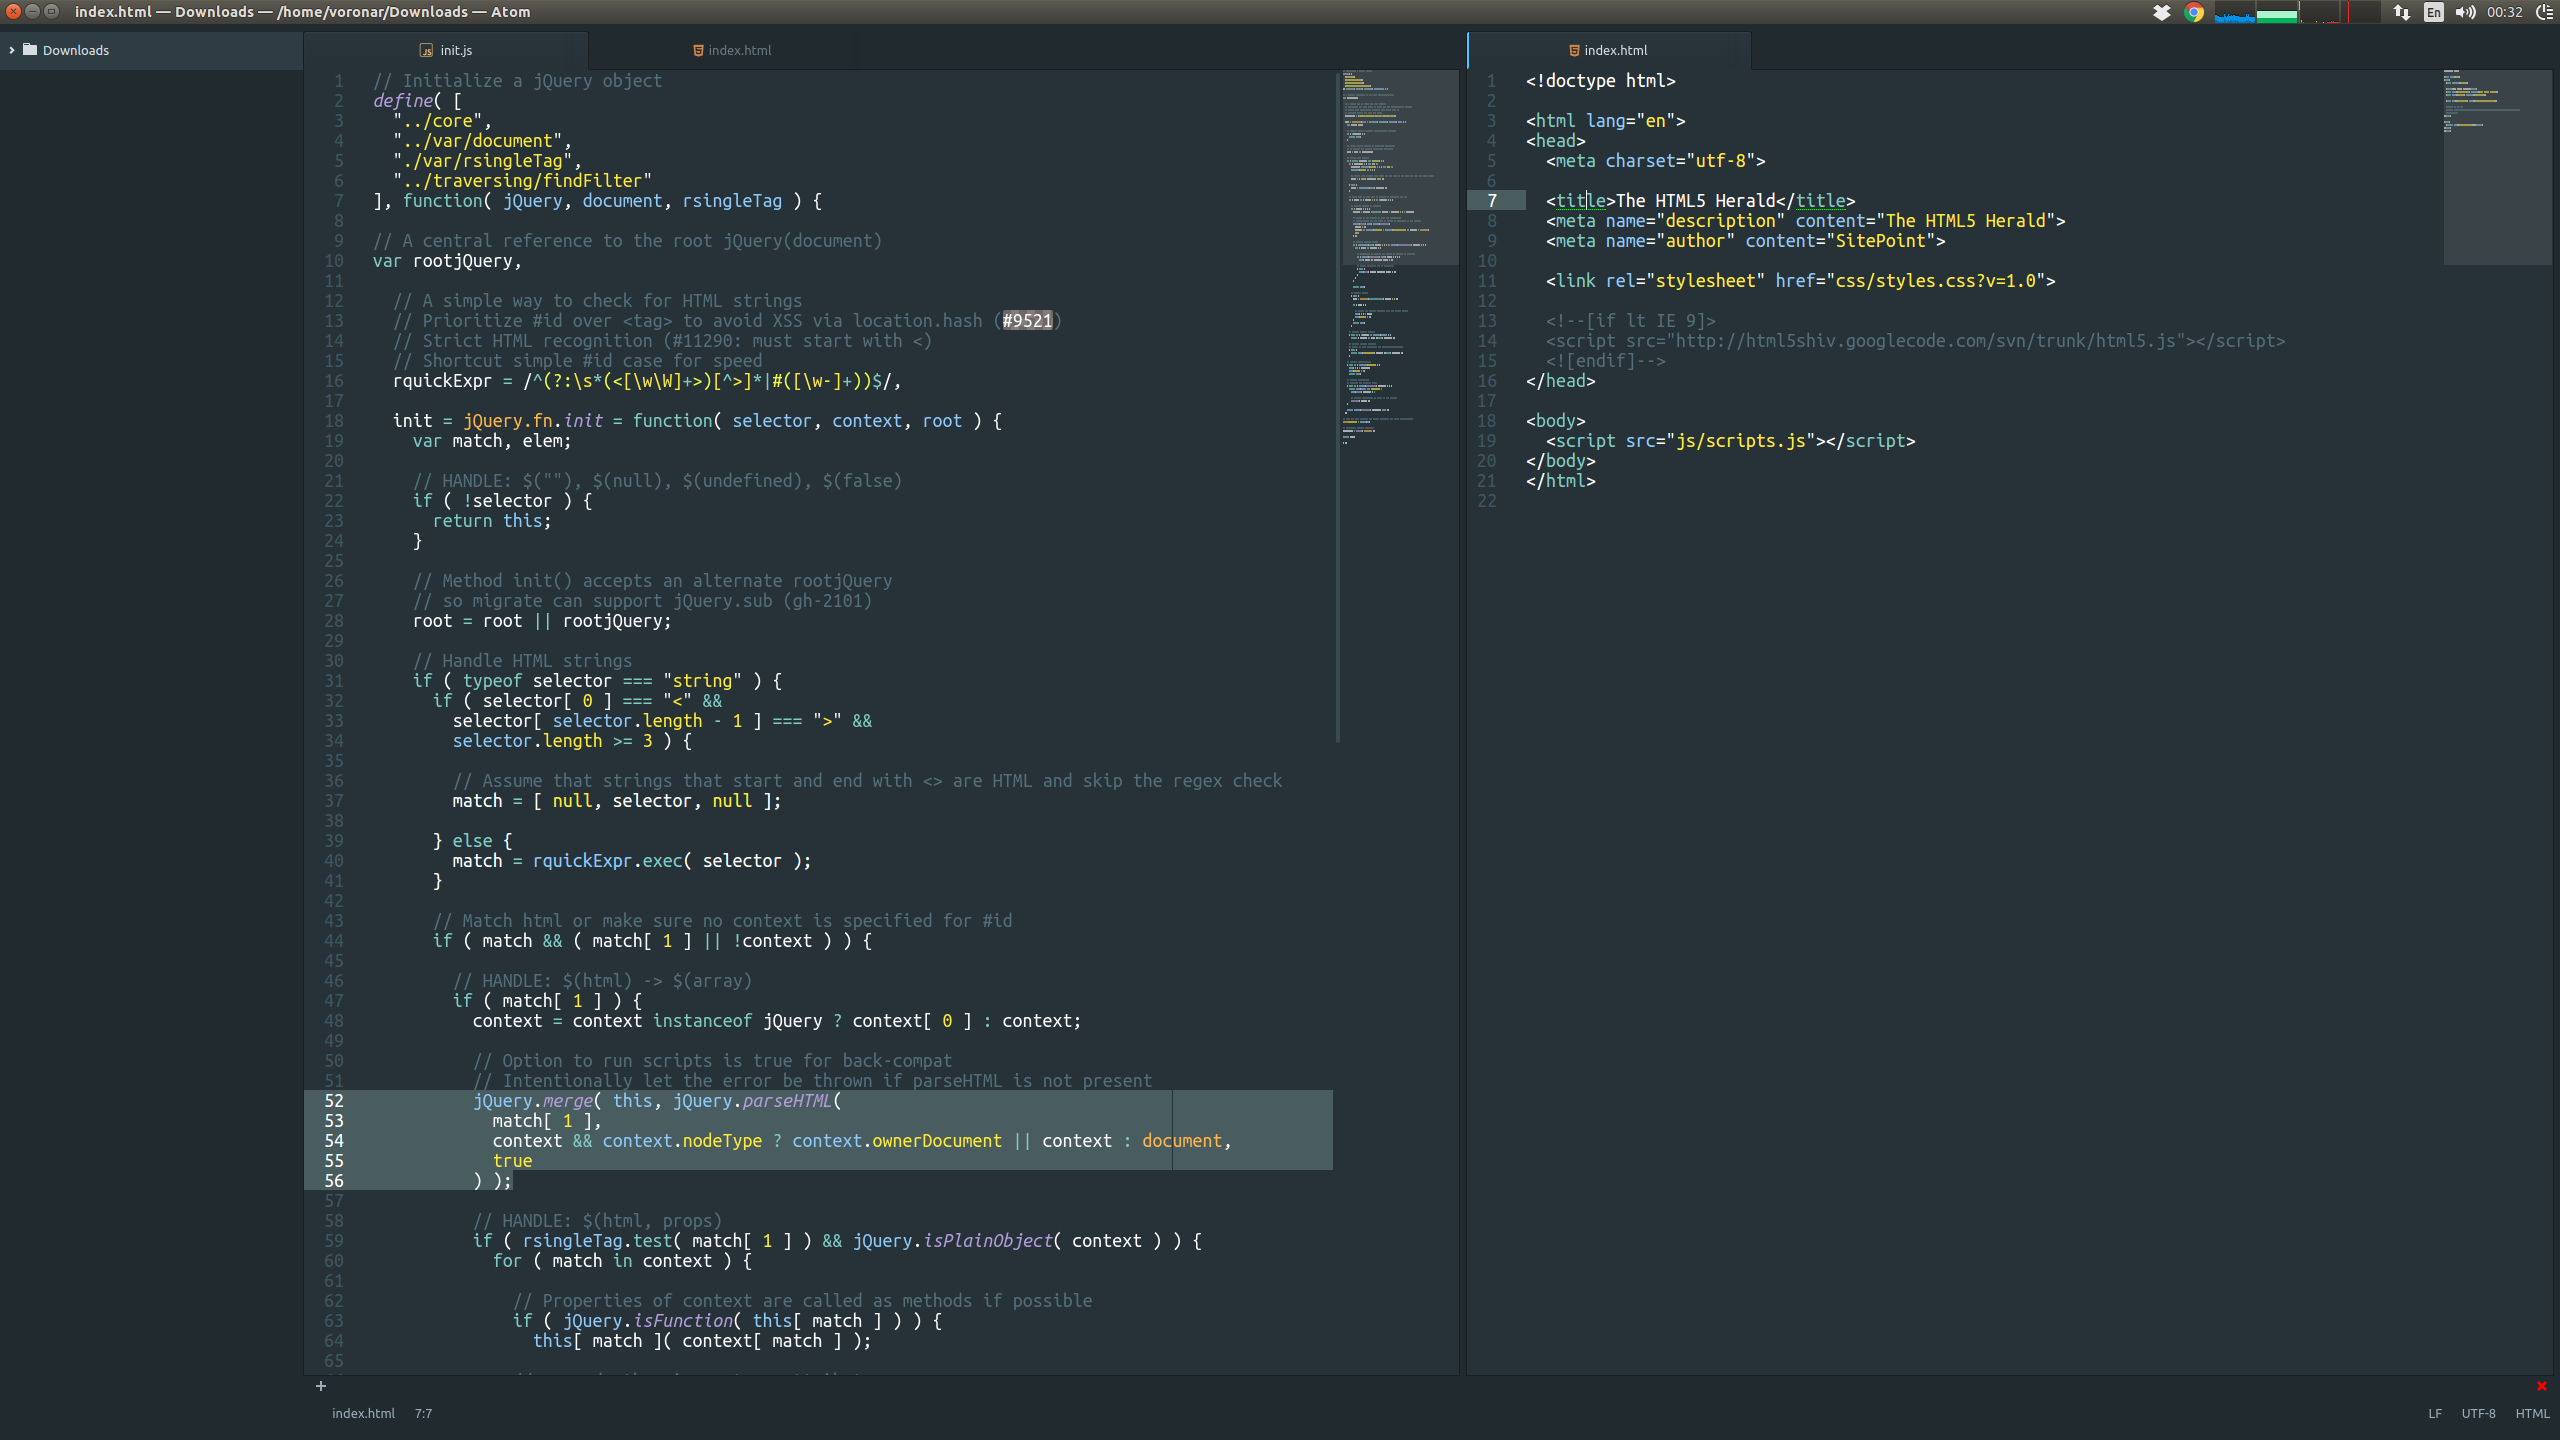 index.html — Downloads — /home/voronar/Downloads — Atom
En 00:32
Downloads
init.js
index.html
1 // Initialize a jQuery object
2 define( [
3 "../core",
4 "../var/document",
5 "./var/rsingleTag",
6 "../traversing/findFilter"
7 ], function( jQuery, document, rsingleTag ) {
8
9 // A central reference to the root jQuery(document)
10 var rootjQuery,
11
12 // A simple way to check for HTML strings
13 // Prioritize #id over <tag> to avoid XSS via location.hash (#9521)
14 // Strict HTML recognition (#11290: must start with <)
15 // Shortcut simple #id case for speed
16 rquickExpr = /^(?:\s*(<[\w\W]+>)[^>]*|#([\w-]+))$/,
17
18 init = jQuery.fn.init = function( selector, context, root ) {
19 var match, elem;
20
21 // HANDLE: $(""), $(null), $(undefined), $(false)
22 if ( !selector ) {
23 return this;
24 }
25
26 // Method init() accepts an alternate rootjQuery
27 // so migrate can support jQuery.sub (gh-2101)
28 root = root || rootjQuery;
29
30 // Handle HTML strings
31 if ( typeof selector === "string" ) {
32 if ( selector[ 0 ] === "<" &&
33 selector[ selector.length - 1 ] === ">" &&
34 selector.length >= 3 ) {
35
36 // Assume that strings that start and end with <> are HTML and skip the regex check
37 match = [ null, selector, null ];
38
39 } else {
40 match = rquickExpr.exec( selector );
41 }
42
43 // Match html or make sure no context is specified for #id
44 if ( match && ( match[ 1 ] || !context ) ) {
45
46 // HANDLE: $(html) -> $(array)
47 if ( match[ 1 ] ) {
48 context = context instanceof jQuery ? context[ 0 ] : context;
49
50 // Option to run scripts is true for back-compat
51 // Intentionally let the error be thrown if parseHTML is not present
52 jQuery.merge( this, jQuery.parseHTML(
53 match[ 1 ],
54 context && context.nodeType ? context.ownerDocument || context : document,
55 true
56 ) );
57
58 // HANDLE: $(html, props)
59 if ( rsingleTag.test( match[ 1 ] ) && jQuery.isPlainObject( context ) ) {
60 for ( match in context ) {
61
62 // Properties of context are called as methods if possible
63 if ( jQuery.isFunction( this[ match ] ) ) {
64 this[ match ]( context[ match ] );
65
index.html
1 <!doctype html>
2
3 <html lang="en">
4 <head>
5 <meta charset="utf-8">
6
7 <title>The HTML5 Herald</title>
8 <meta name="description" content="The HTML5 Herald">
9 <meta name="author" content="SitePoint">
10
11 <link rel="stylesheet" href="css/styles.css?v=1.0">
12
13 <!--[if lt IE 9]>
14 <script src="http://html5shiv.googlecode.com/svn/trunk/html5.js"></script>
15 <![endif]-->
16 </head>
17
18 <body>
19 <script src="js/scripts.js"></script>
20 </body>
21 </html>
22
index.html 7:7
LF UTF-8 HTML